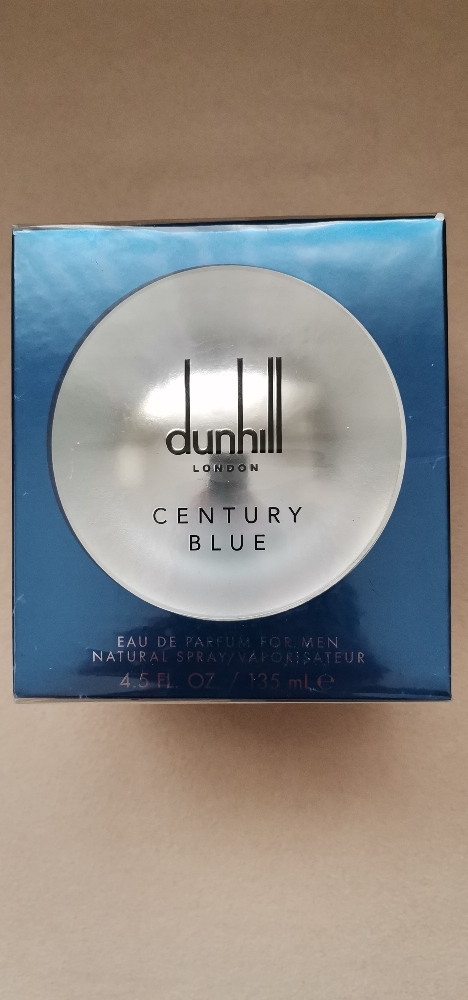 dunhill
LONDON
CENTURY
BLUE
EAU DE PARFUM FOR MEN
NATURAL SPRAY/VAPORISATEUR
4.5 FL. OZ. / 135 mL ℮